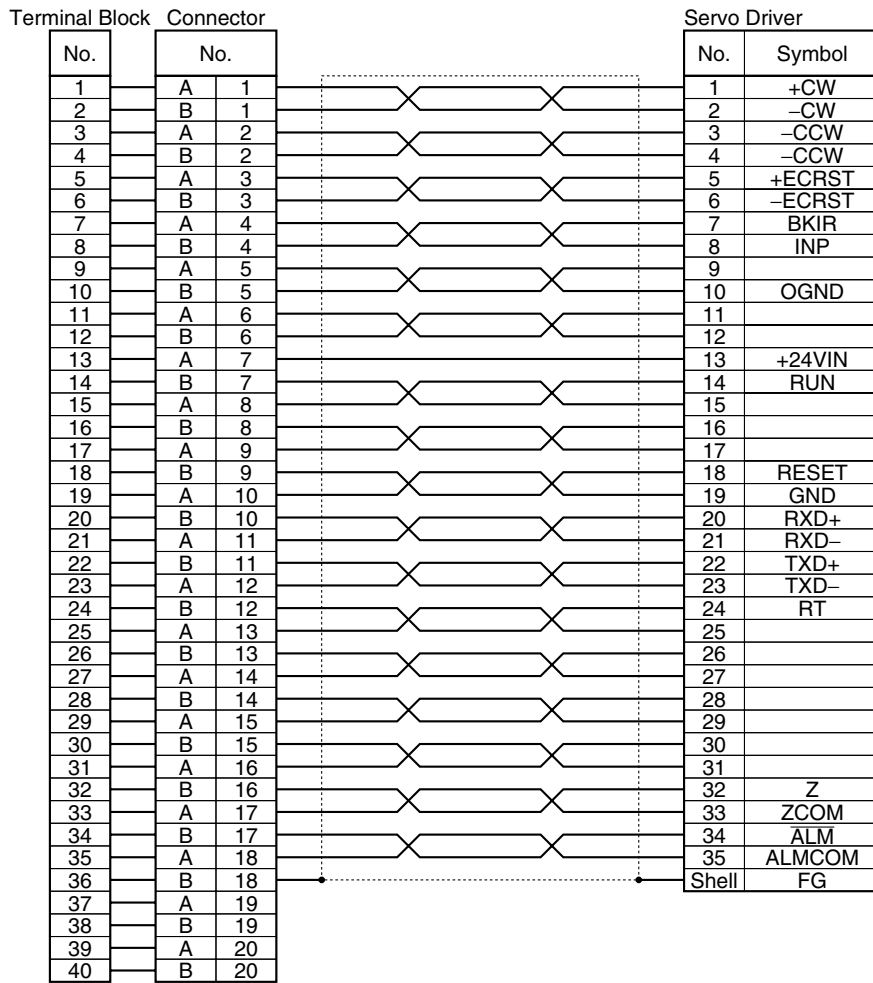 Terminal Block Connector Servo Driver
No. No. No. Symbol
1 A 1 1 +CW
2 B 1 2 −CW
3 A 2 3 −CCW
4 B 2 4 −CCW
5 A 3 5 +ECRST
6 B 3 6 −ECRST
7 A 4 7 BKIR
8 B 4 8 INP
9 A 5 9
10 B 5 10 OGND
11 A 6 11
12 B 6 12
13 A 7 13 +24VIN
14 B 7 14 RUN
15 A 8 15
16 B 8 16
17 A 9 17
18 B 9 18 RESET
19 A 10 19 GND
20 B 10 20 RXD+
21 A 11 21 RXD−
22 B 11 22 TXD+
23 A 12 23 TXD−
24 B 12 24 RT
25 A 13 25
26 B 13 26
27 A 14 27
28 B 14 28
29 A 15 29
30 B 15 30
31 A 16 31
32 B 16 32 Z
33 A 17 33 ZCOM
34 B 17 34 A̅L̅M̅
35 A 18 35 ALMCOM
36 B 18 Shell FG
37 A 19
38 B 19
39 A 20
40 B 20